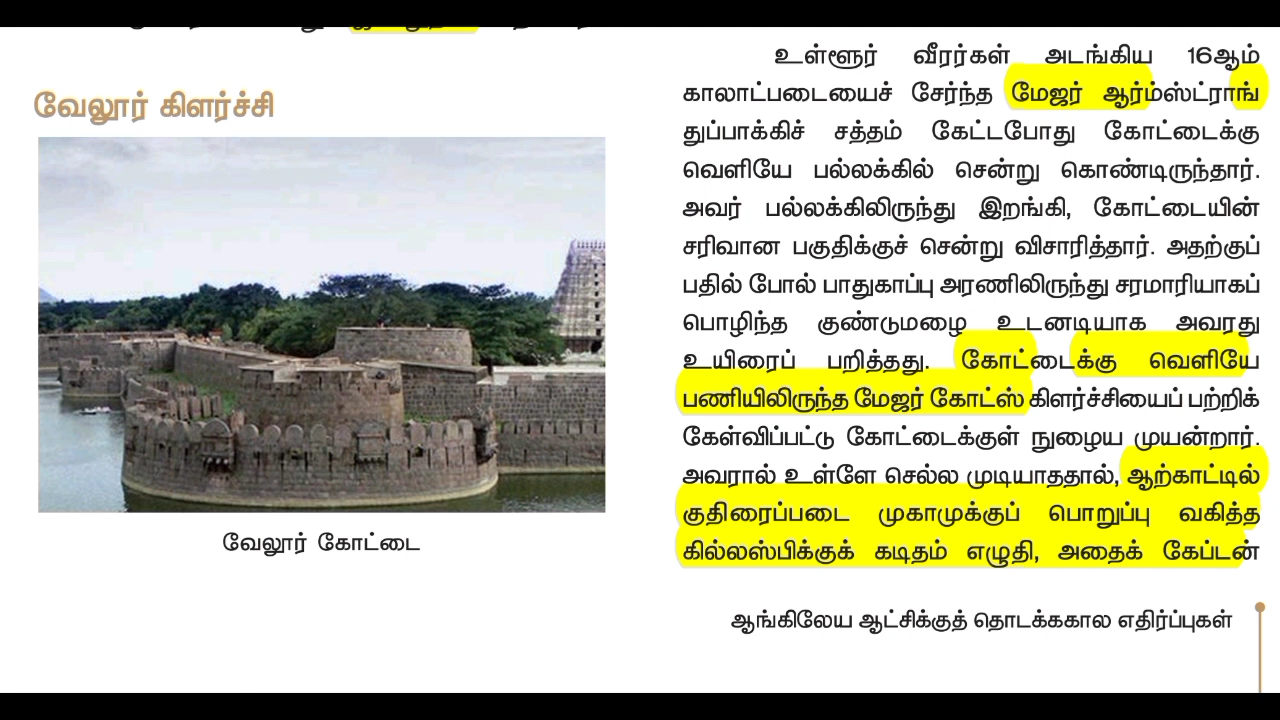 வேலூர் கிளர்ச்சி
வேலூர் கோட்டை
உள்ளூர் வீரர்கள் அடங்கிய 16ஆம்
காலாட்படையைச் சேர்ந்த மேஜர் ஆர்ம்ஸ்ட்ராங்
துப்பாக்கிச் சத்தம் கேட்டபோது கோட்டைக்கு
வெளியே பல்லக்கில் சென்று கொண்டிருந்தார்.
அவர் பல்லக்கிலிருந்து இறங்கி, கோட்டையின்
சரிவான பகுதிக்குச் சென்று விசாரித்தார். அதற்குப்
பதில் போல் பாதுகாப்பு அரணிலிருந்து சரமாரியாகப்
பொழிந்த குண்டுமழை உடனடியாக அவரது
உயிரைப் பறித்தது. கோட்டைக்கு வெளியே
பணியிலிருந்த மேஜர் கோட்ஸ் கிளர்ச்சியைப் பற்றிக்
கேள்விப்பட்டு கோட்டைக்குள் நுழைய முயன்றார்.
அவரால் உள்ளே செல்ல முடியாததால், ஆற்காட்டில்
குதிரைப்படை முகாமுக்குப் பொறுப்பு வகித்த
கில்லஸ்பிக்குக் கடிதம் எழுதி, அதைக் கேப்டன்
ஆங்கிலேய ஆட்சிக்குத் தொடக்ககால எதிர்ப்புகள்